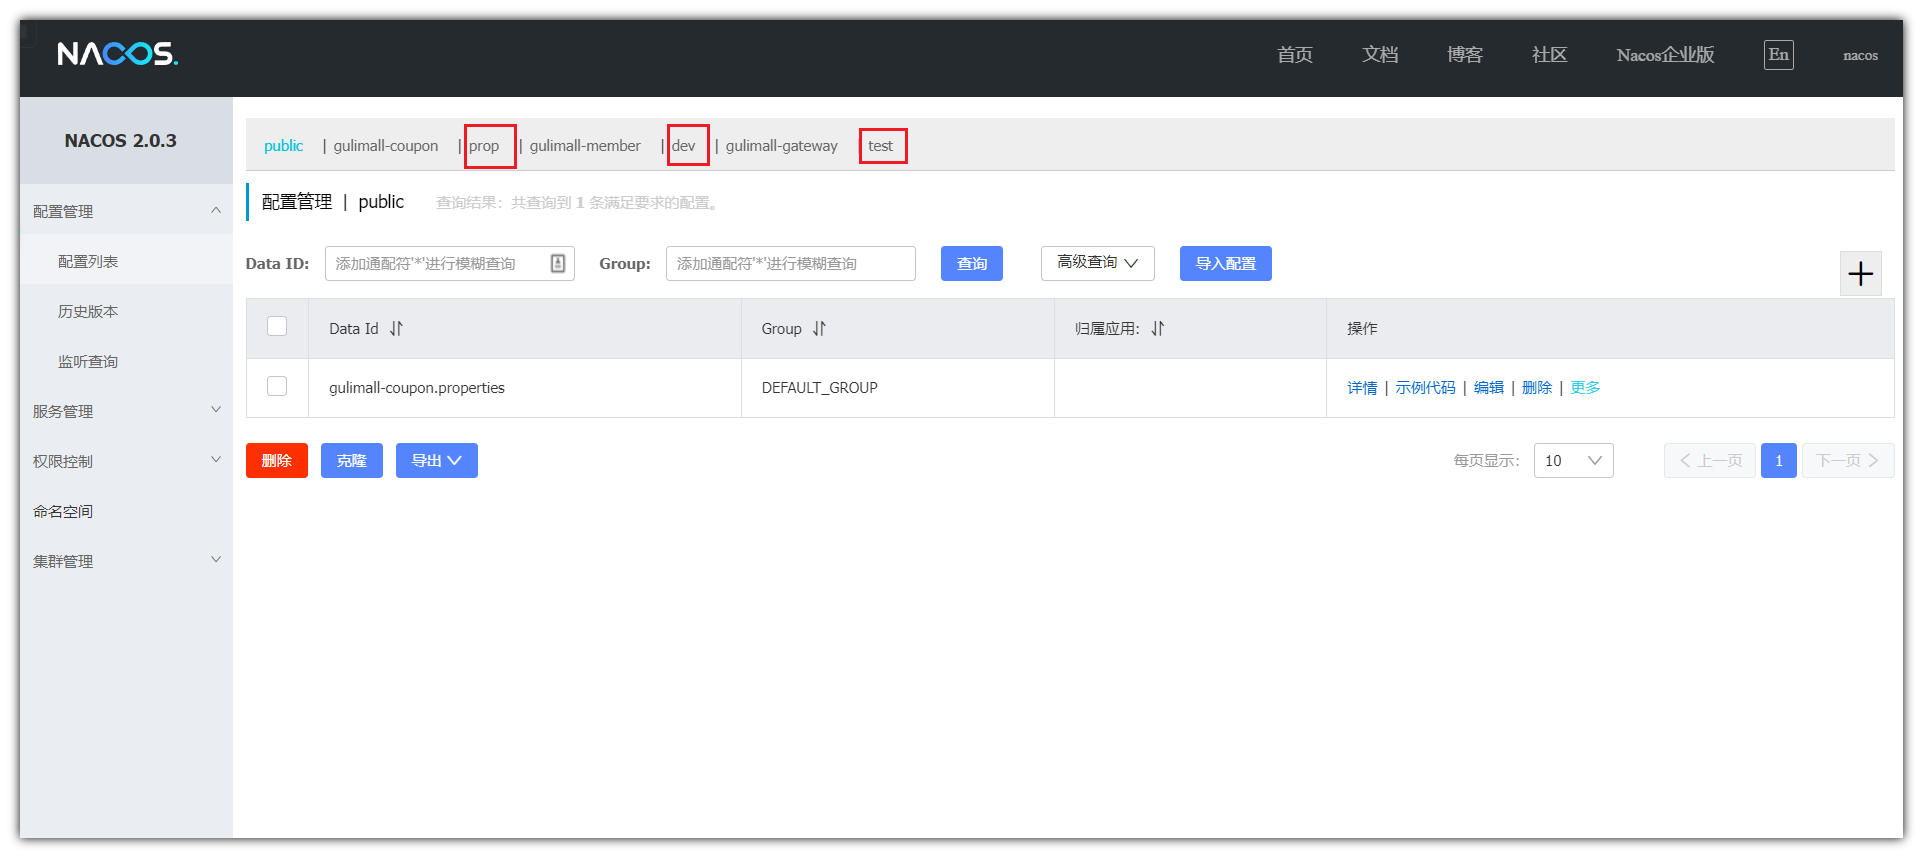 NACOS.
首页 文档 博客 社区 Nacos企业版 En nacos
NACOS 2.0.3
配置管理
配置列表
历史版本
监听查询
服务管理
权限控制
命名空间
集群管理
public | gulimall-coupon | prop | gulimall-member | dev | gulimall-gateway | test
配置管理 | public 查询结果：共查询到 1 条满足要求的配置。
Data ID: 添加通配符'*'进行模糊查询 Group: 添加通配符'*'进行模糊查询 查询 高级查询 导入配置
Data Id Group 归属应用: 操作
gulimall-coupon.properties DEFAULT_GROUP 详情 | 示例代码 | 编辑 | 删除 | 更多
删除 克隆 导出 每页显示: 10 上一页 1 下一页